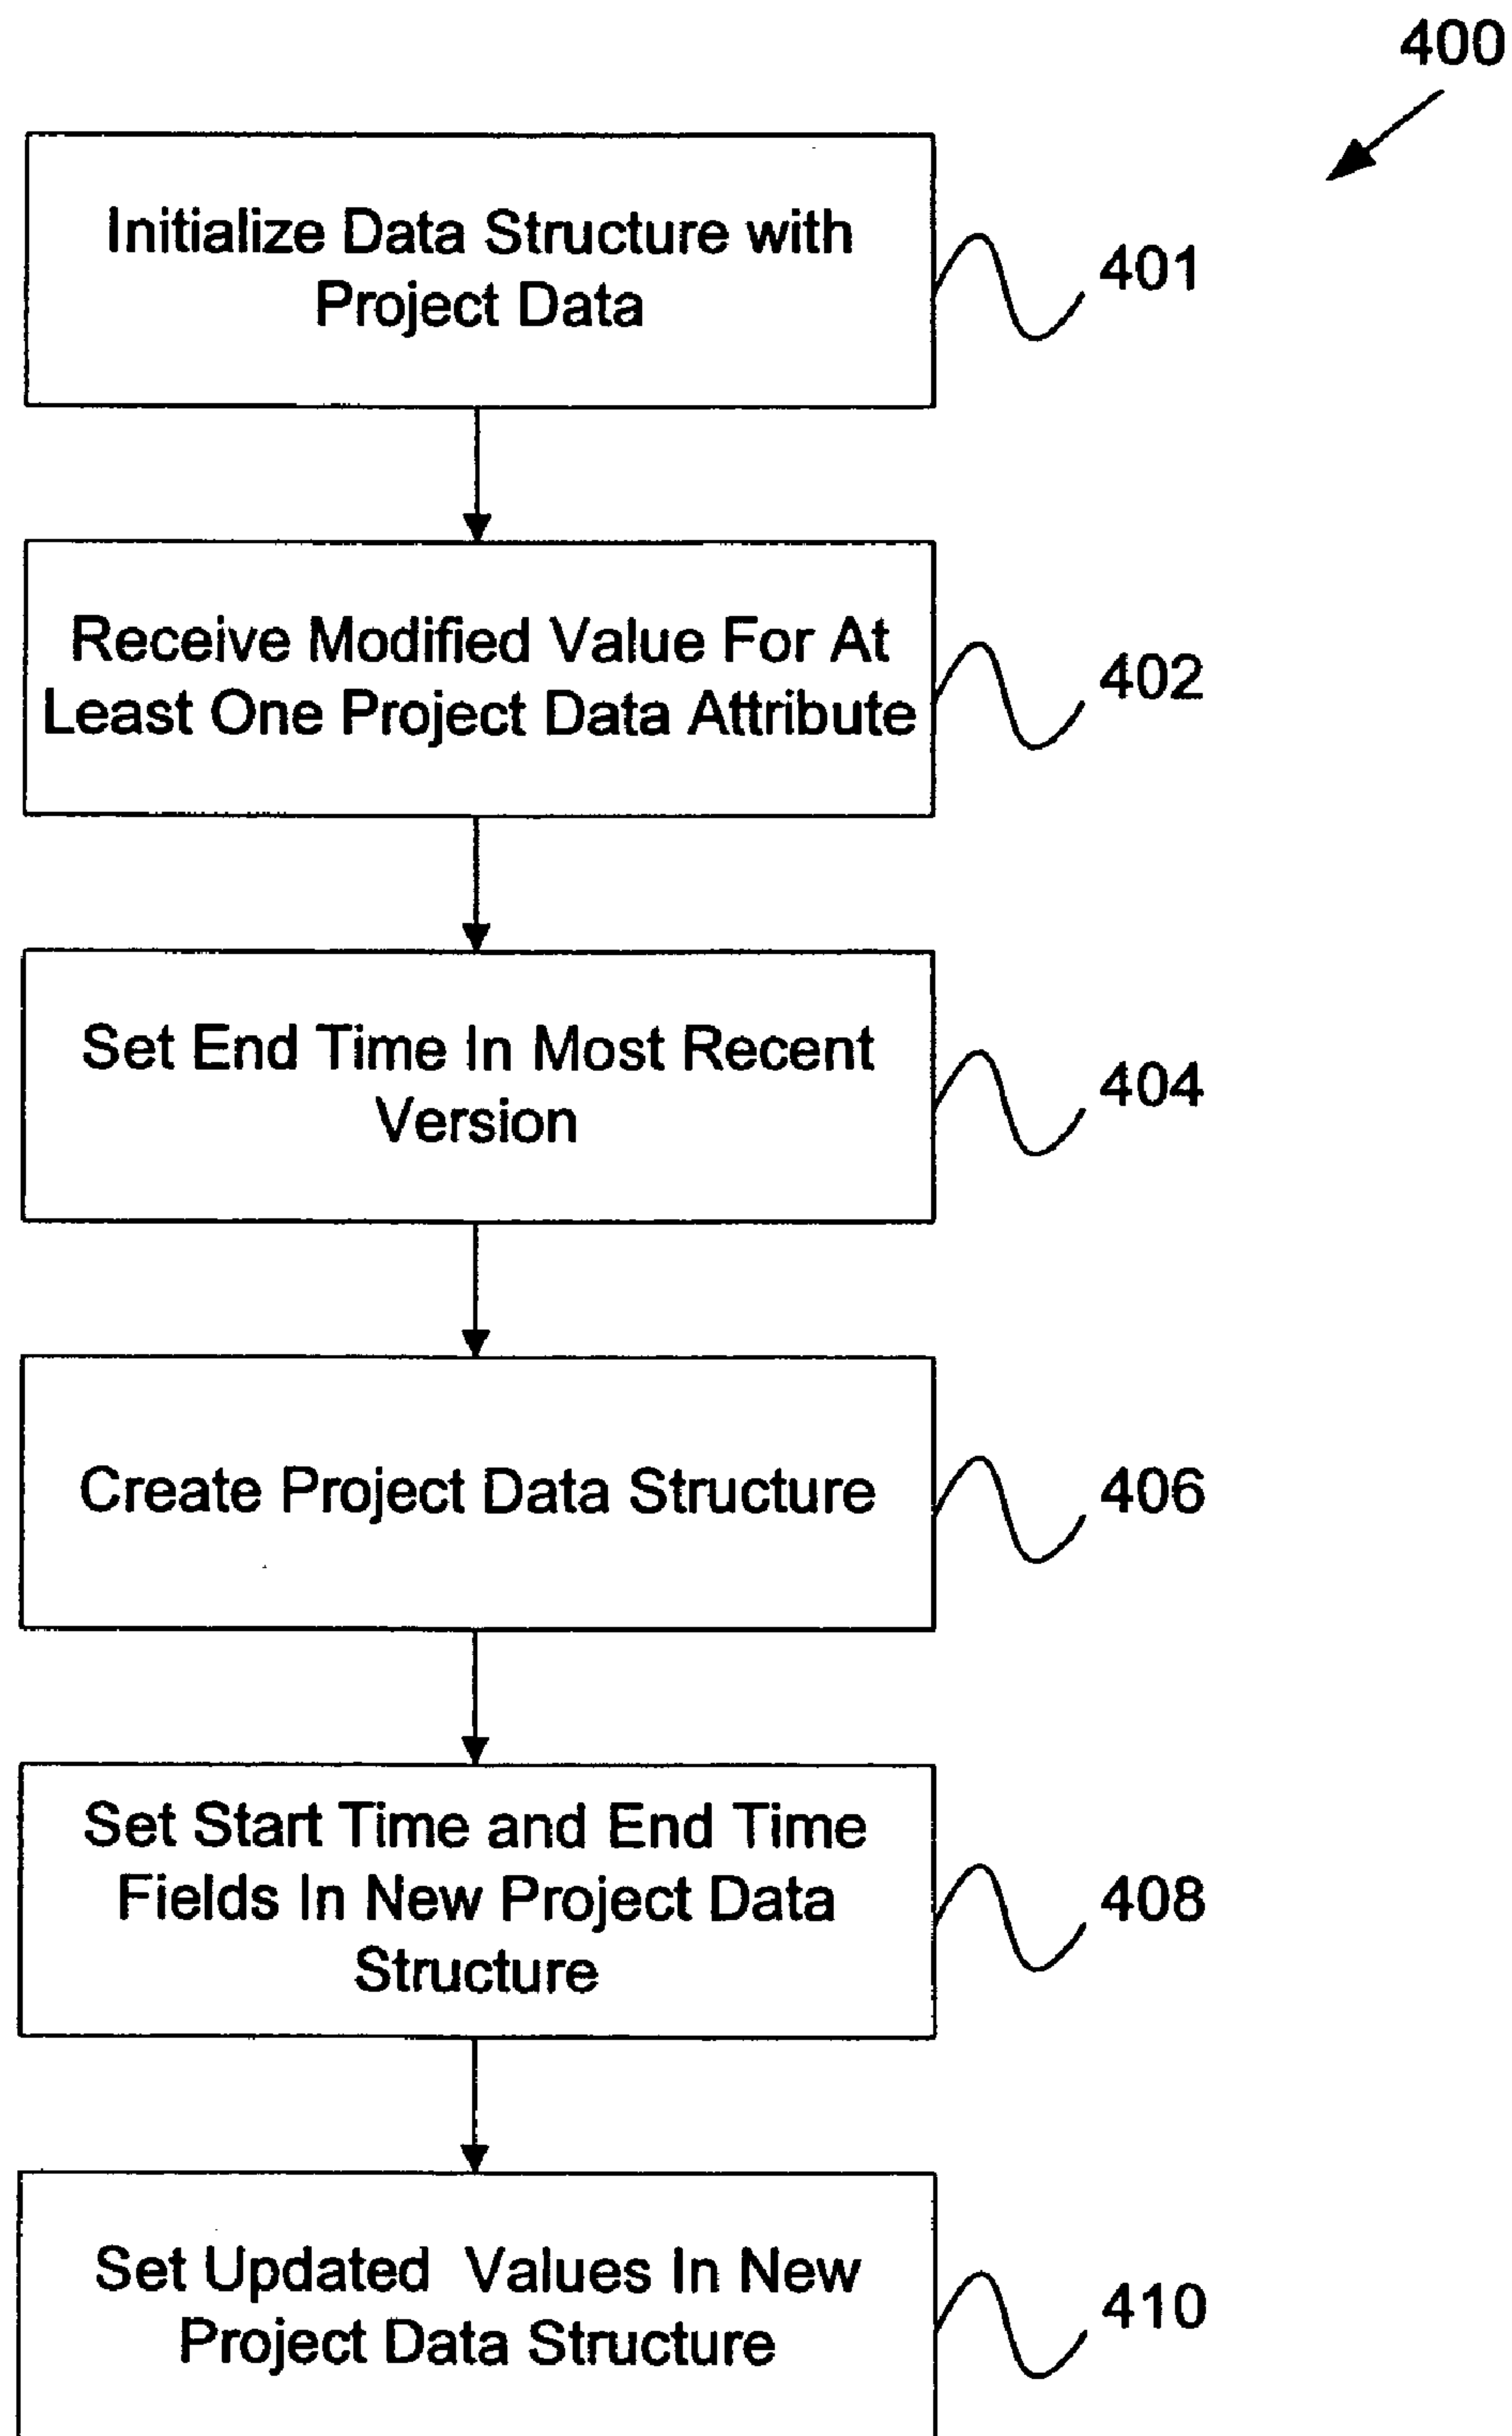 400
Initialize Data Structure with
Project Data
401
Receive Modified Value For At
Least One Project Data Attribute
402
Set End Time In Most Recent
Version
404
Create Project Data Structure
406
Set Start Time and End Time
Fields In New Project Data
Structure
408
Set Updated Values In New
Project Data Structure
410